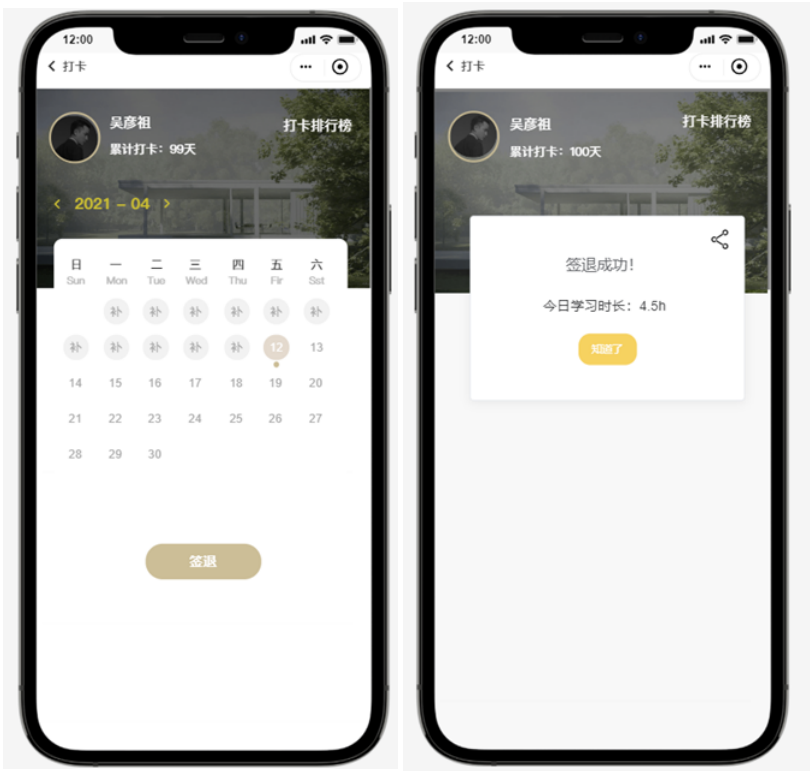 12:00
打卡
吴彦祖
打卡排行榜
累计打卡：99天
< 2021 – 04 >
日 一 二 三 四 五 六
Sun Mon Tue Wed Thu Fir Sst
补 补 补 补 补 补
补 补 补 补 补 12 13
14 15 16 17 18 19 20
21 22 23 24 25 26 27
28 29 30
签退
12:00
打卡
吴彦祖
打卡排行榜
累计打卡：100天
签退成功！
今日学习时长：4.5h
知道了